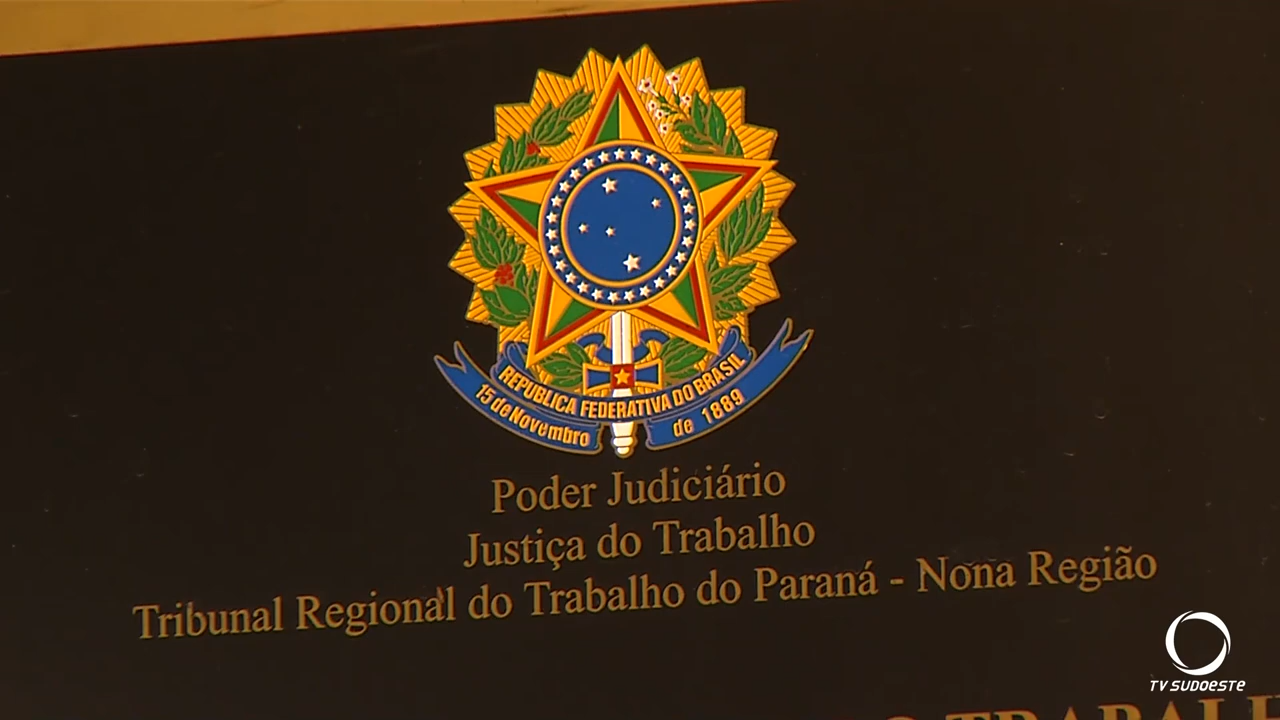 REPUBLICA FEDERATIVA DO BRASIL
15 de Novembro de 1889
Poder Judiciário
Justiça do Trabalho
Tribunal Regional do Trabalho do Paraná - Nona Região
TV SUDOESTE